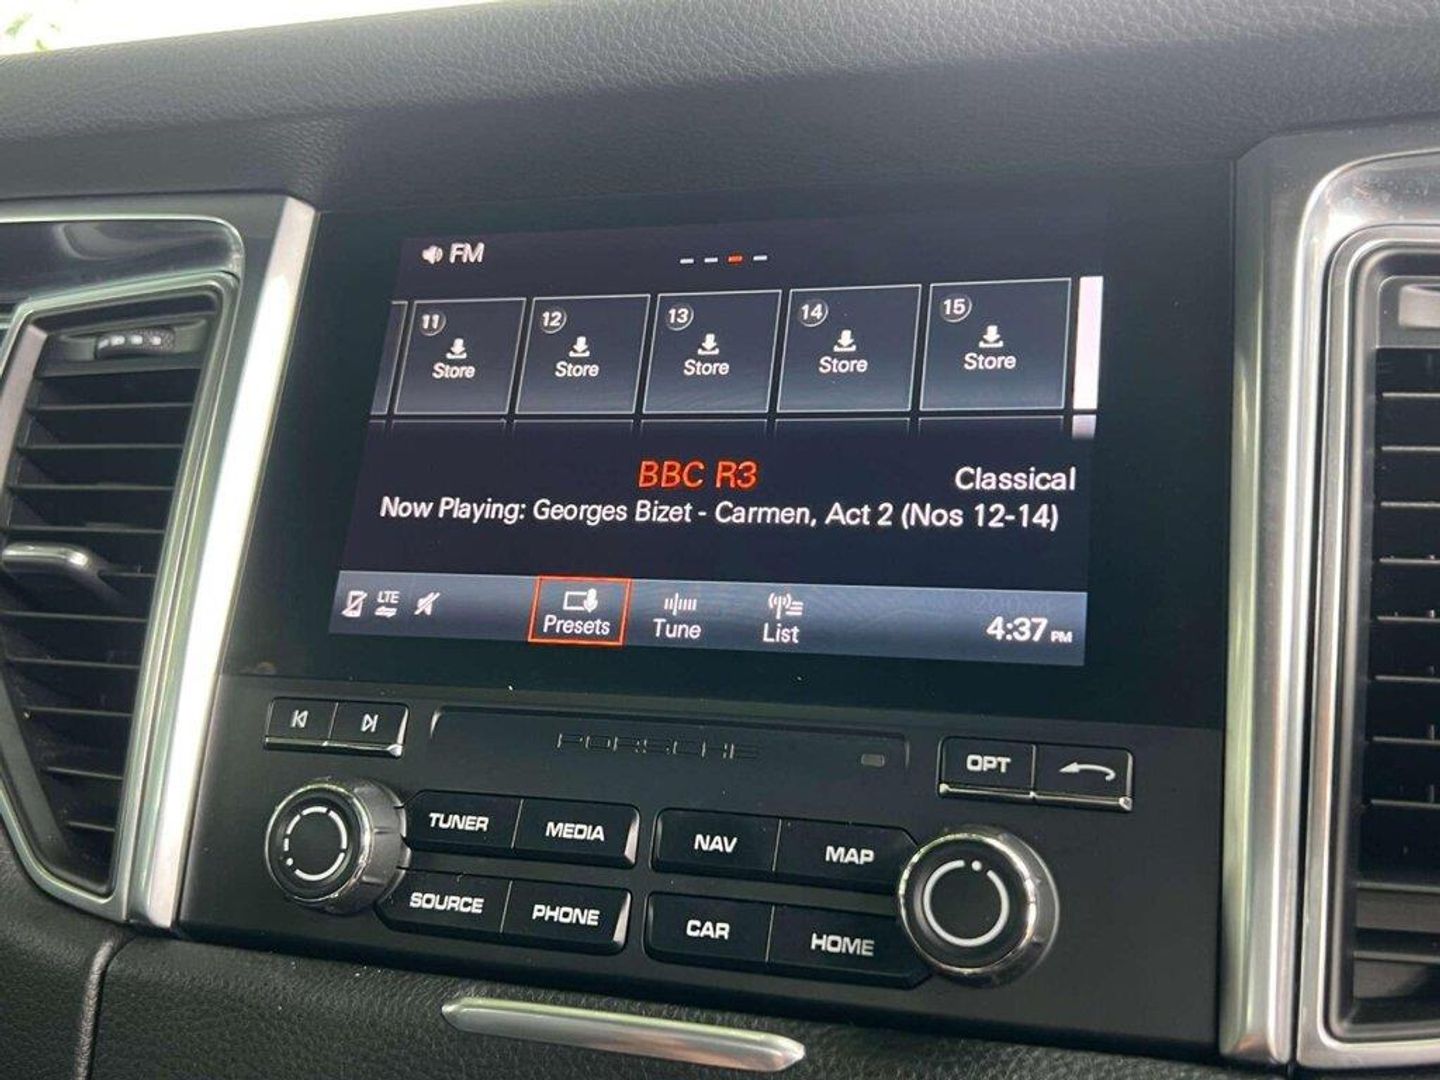 FM
11 12 13 14 15
Store Store Store Store Store
BBC R3 Classical
Now Playing: Georges Bizet - Carmen, Act 2 (Nos 12-14)
LTE Presets Tune List 4:37 PM
PORSCHE
OPT
TUNER MEDIA NAV MAP
SOURCE PHONE CAR HOME